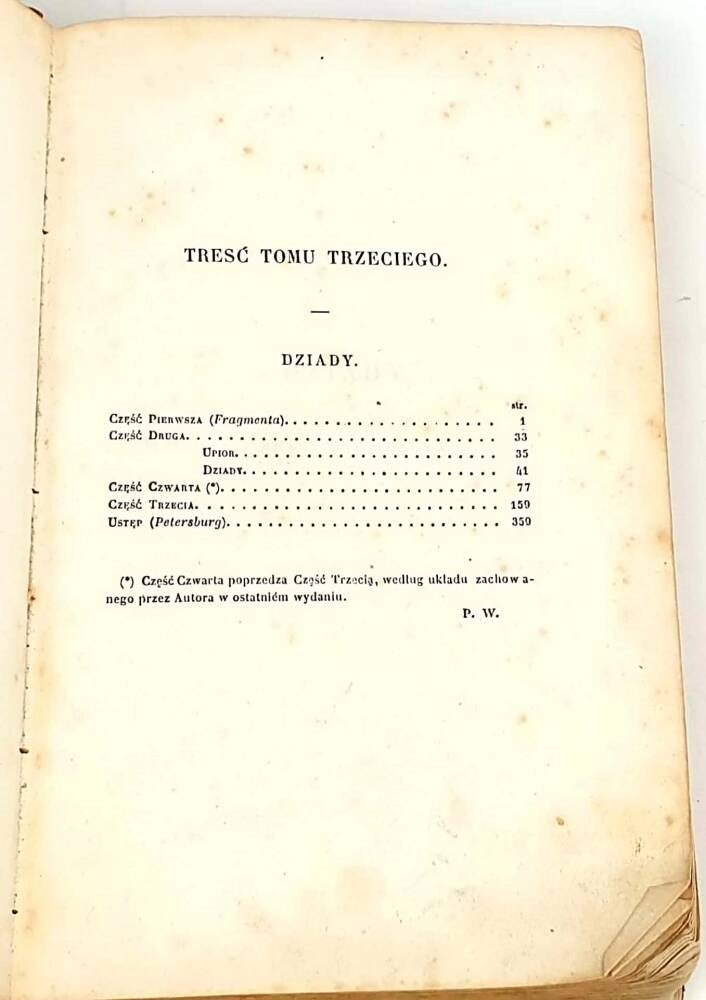 TRESĆ TOMU TRZECIEGO.
—
DZIADY.
str.
Część Pierwsza (Fragmenta). . . . . . . . . . . . . . . . . . . . 1
Część Druga. . . . . . . . . . . . . . . . . . . . . . . . . . . . . . 33
Upior. . . . . . . . . . . . . . . . . . . . . . . . . 35
Dziady. . . . . . . . . . . . . . . . . . . . . . . . 41
Część Czwarta (*). . . . . . . . . . . . . . . . . . . . . . . . . . 77
Część Trzecia. . . . . . . . . . . . . . . . . . . . . . . . . . . . 159
Ustęp (Petersburg). . . . . . . . . . . . . . . . . . . . . . . . . 359
(*) Część Czwarta poprzedza Część Trzecią, według układu zachowa-
nego przez Autora w ostatniém wydaniu.
P. W.